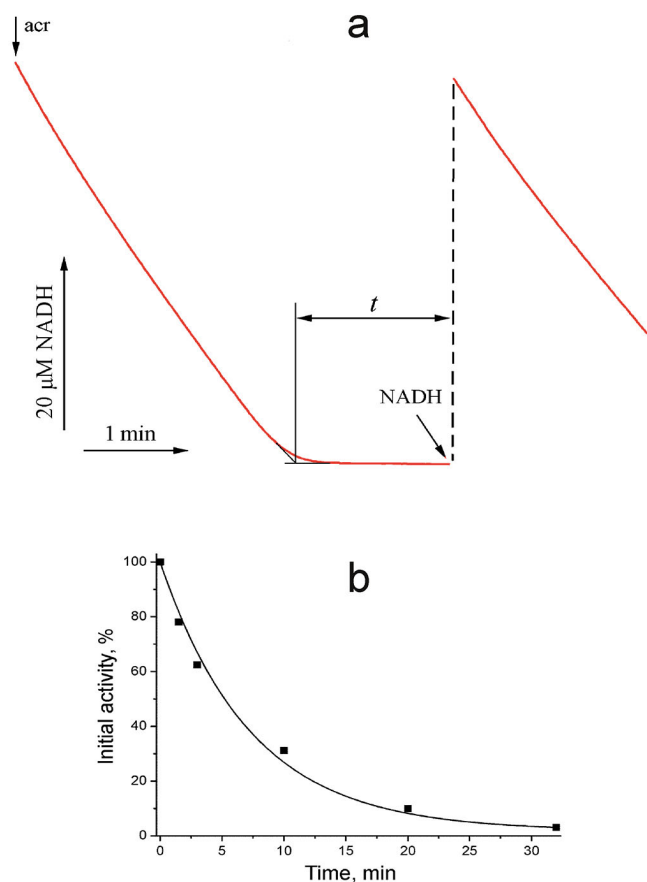 a
acr
t
20 µM NADH
1 min
NADH
b
Initial activity, %
100
80
60
40
20
0
0 5 10 15 20 25 30
Time, min